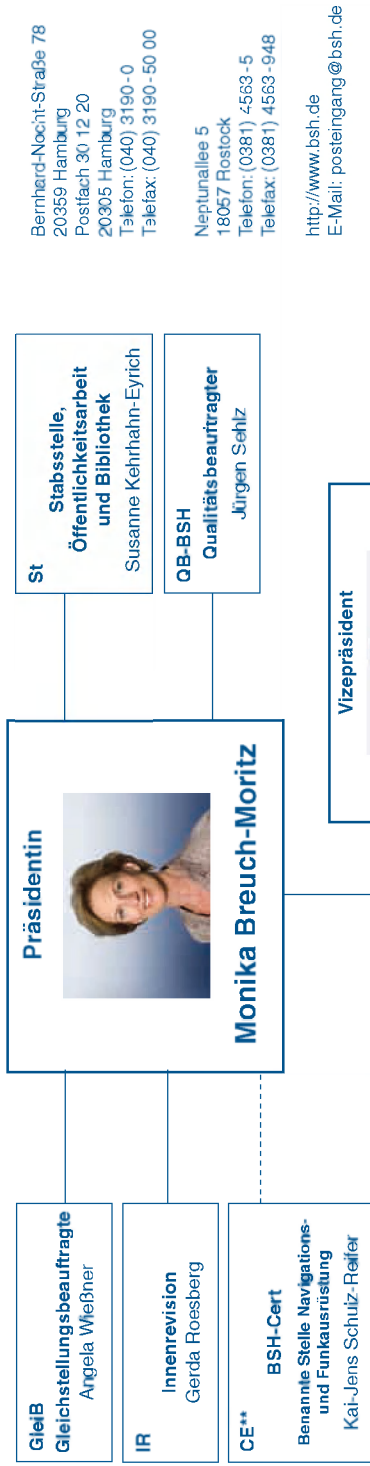 GleiB
Gleichstellungsbeauftragte
Angela Wießner
IR
Innenrevision
Gerda Roesberg
CE**
BSH-Cert
Benannte Stelle Navigations-
und Funkausrüstung
Kai-Jens Schulz-Reifer
Präsidentin
Monika Breuch-Moritz
St
Stabsstelle,
Öffentlichkeitsarbeit
und Bibliothek
Susanne Kehrhahn-Eyrich
QB-BSH
Qualitätsbeauftragter
Jürgen Sehlz
Vizepräsident
Bernhard-Nocht-Straße 78
20359 Hamburg
Postfach 30 12 20
20305 Hamburg
Telefon: (040) 3190-0
Telefax: (040) 3190-50 00
Neptunallee 5
18057 Rostock
Telefon: (0381) 4563-5
Telefax: (0381) 4563-948
http://www.bsh.de
E-Mail: posteingang@bsh.de